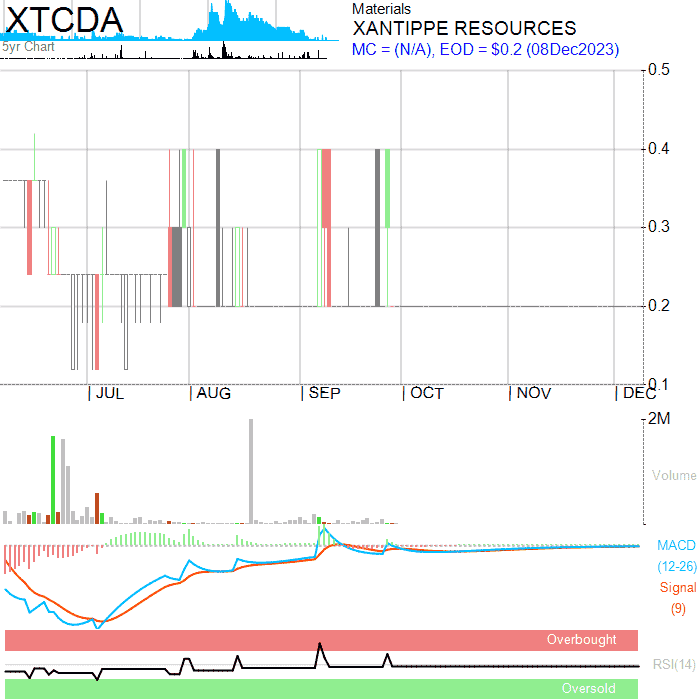 XTCDA
5yr Chart
Materials
XANTIPPE RESOURCES
MC = (N/A), EOD = $0.2 (08Dec2023)
0.5
0.4
0.3
0.2
0.1
JUL
AUG
SEP
OCT
NOV
DEC
2M
Volume
MACD
(12-26)
Signal
(9)
Overbought
RSI(14)
Oversold